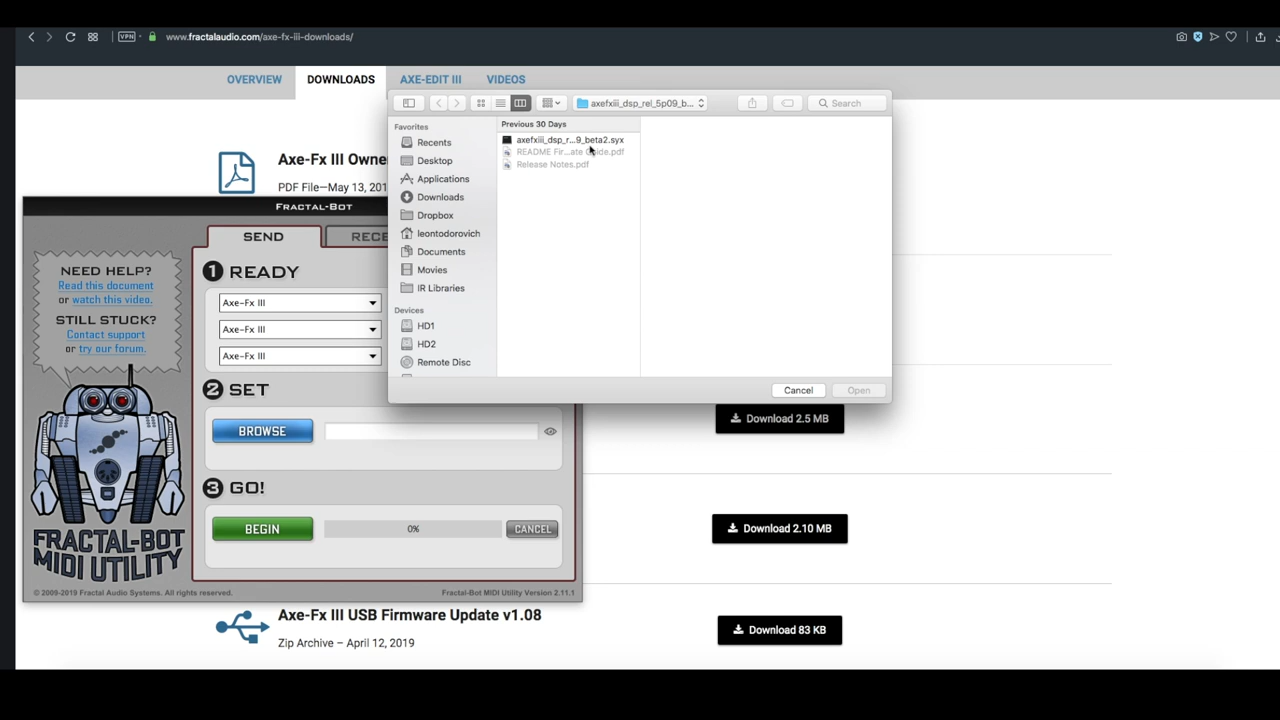 VPN
www.fractalaudio.com/axe-fx-iii-downloads/
OVERVIEW
DOWNLOADS
AXE-EDIT III
VIDEOS
axefxiii_dsp_rel_5p09_b...
Search
Favorites
Recents
Desktop
Applications
Downloads
Dropbox
leontodorovich
Documents
Movies
IR Libraries
Devices
HD1
HD2
Remote Disc
Previous 30 Days
axefxiii_dsp_r...9_beta2.syx
README Fir...ate Guide.pdf
Release Notes.pdf
Cancel
Open
Axe-Fx III Owne
PDF File—May 13, 201
FRACTAL-BOT
SEND
RECE
NEED HELP?
Read this document
or watch this video.
STILL STUCK?
Contact support
or try our forum.
FRACTAL-BOT
MIDI UTILITY
1 READY
Axe-Fx III
Axe-Fx III
Axe-Fx III
2 SET
BROWSE
3 GO!
BEGIN
0%
CANCEL
© 2009-2019 Fractal Audio Systems. All rights reserved.
Fractal-Bot MIDI Utility Version 2.11.1
Download 2.5 MB
Download 2.10 MB
Axe-Fx III USB Firmware Update v1.08
Zip Archive – April 12, 2019
Download 83 KB